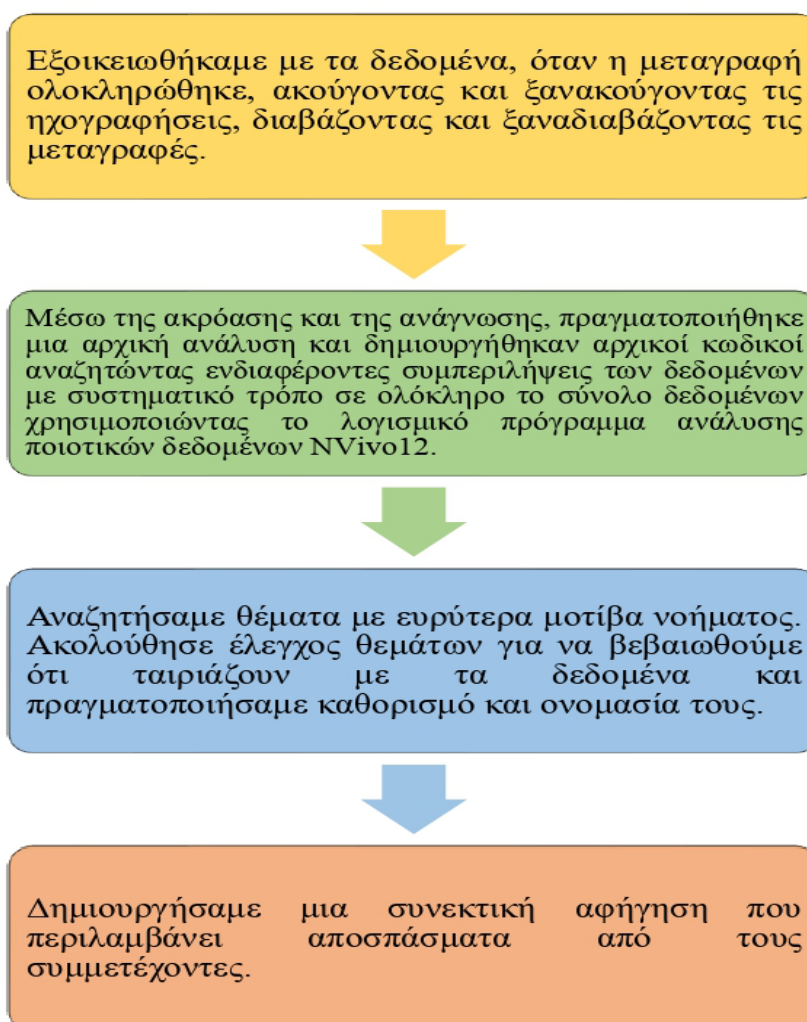 Εξοικειωθήκαμε με τα δεδομένα, όταν η μεταγραφή
ολοκληρώθηκε, ακούγοντας και ξανακούγοντας τις
ηχογραφήσεις, διαβάζοντας και ξαναδιαβάζοντας τις
μεταγραφές.
Μέσω της ακρόασης και της ανάγνωσης, πραγματοποιήθηκε
μια αρχική ανάλυση και δημιουργήθηκαν αρχικοί κωδικοί
αναζητώντας ενδιαφέροντες συμπεριλήψεις των δεδομένων
με συστηματικό τρόπο σε ολόκληρο το σύνολο δεδομένων
χρησιμοποιώντας το λογισμικό πρόγραμμα ανάλυσης
ποιοτικών δεδομένων NVivo12.
Αναζητήσαμε θέματα με ευρύτερα μοτίβα νοήματος.
Ακολούθησε έλεγχος θεμάτων για να βεβαιωθούμε
ότι ταιριάζουν με τα δεδομένα και
πραγματοποιήσαμε καθορισμό και ονομασία τους.
Δημιουργήσαμε μια συνεκτική αφήγηση που
περιλαμβάνει αποσπάσματα από τους
συμμετέχοντες.